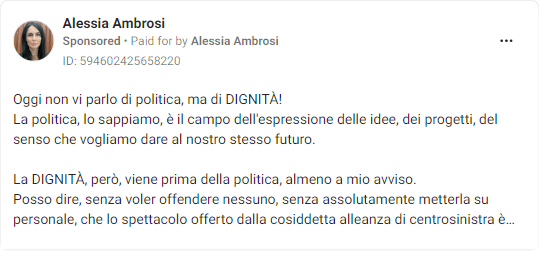 Alessia Ambrosi
Sponsored • Paid for by Alessia Ambrosi
ID: 594602425658220
Oggi non vi parlo di politica, ma di DIGNITÀ!
La politica, lo sappiamo, è il campo dell'espressione delle idee, dei progetti, del
senso che vogliamo dare al nostro stesso futuro.
La DIGNITÀ, però, viene prima della politica, almeno a mio avviso.
Posso dire, senza voler offendere nessuno, senza assolutamente metterla su
personale, che lo spettacolo offerto dalla cosiddetta alleanza di centrosinistra è...